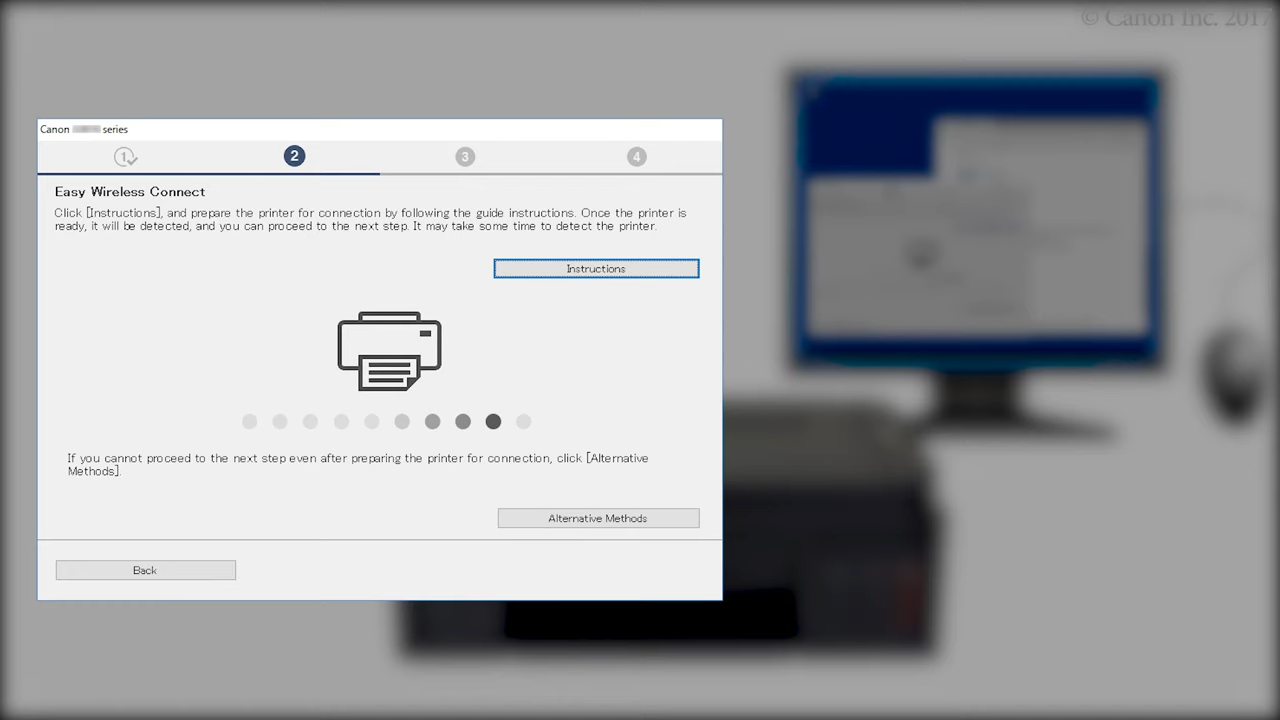 © Canon Inc. 2017
Canon series
1 2 3 4
Easy Wireless Connect
Click [Instructions], and prepare the printer for connection by following the guide instructions. Once the printer is
ready, it will be detected, and you can proceed to the next step. It may take some time to detect the printer.
Instructions
If you cannot proceed to the next step even after preparing the printer for connection, click [Alternative
Methods].
Alternative Methods
Back